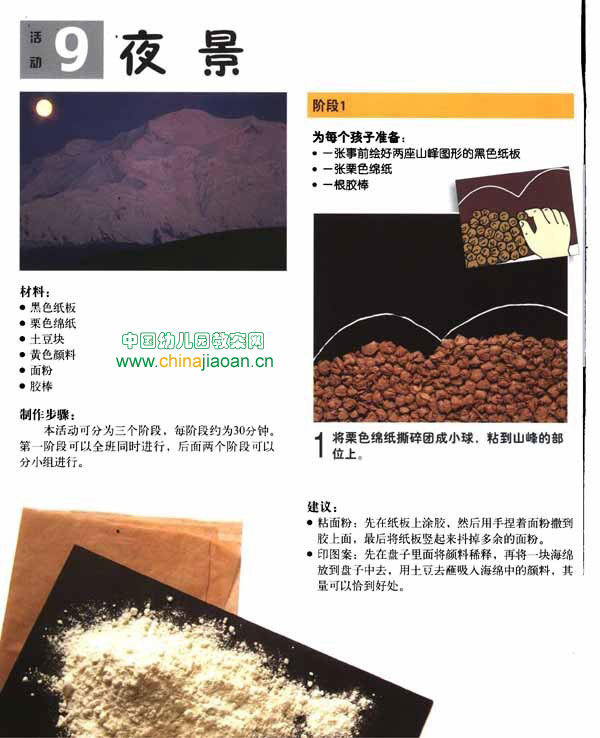 活动 9 夜景
材料：
● 黑色纸板
● 栗色绵纸
● 土豆块
● 黄色颜料
● 面粉
● 胶棒
制作步骤：
本活动可分为三个阶段，每阶段约为30分钟。
第一阶段可以全班同时进行，后面两个阶段可以
分小组进行。
中国幼儿园教案网
www.chinajiaoan.cn
阶段1
为每个孩子准备：
• 一张事前绘好两座山峰图形的黑色纸板
• 一张栗色绵纸
• 一根胶棒
1 将栗色绵纸撕碎团成小球，粘到山峰的部
位上。
建议：
● 粘面粉：先在纸板上涂胶，然后用手捏着面粉撒到
胶上面，最后将纸板竖起来抖掉多余的面粉。
● 印图案：先在盘子里面将颜料稀释，再将一块海绵
放到盘子中去，用土豆去蘸吸入海绵中的颜料，其
量可以恰到好处。